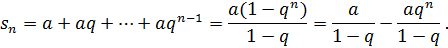 sₙ = a + aq + ⋯ + aqⁿ⁻¹ = a(1 − qⁿ)/(1 − q) = a/(1 − q) − aqⁿ/(1 − q) .